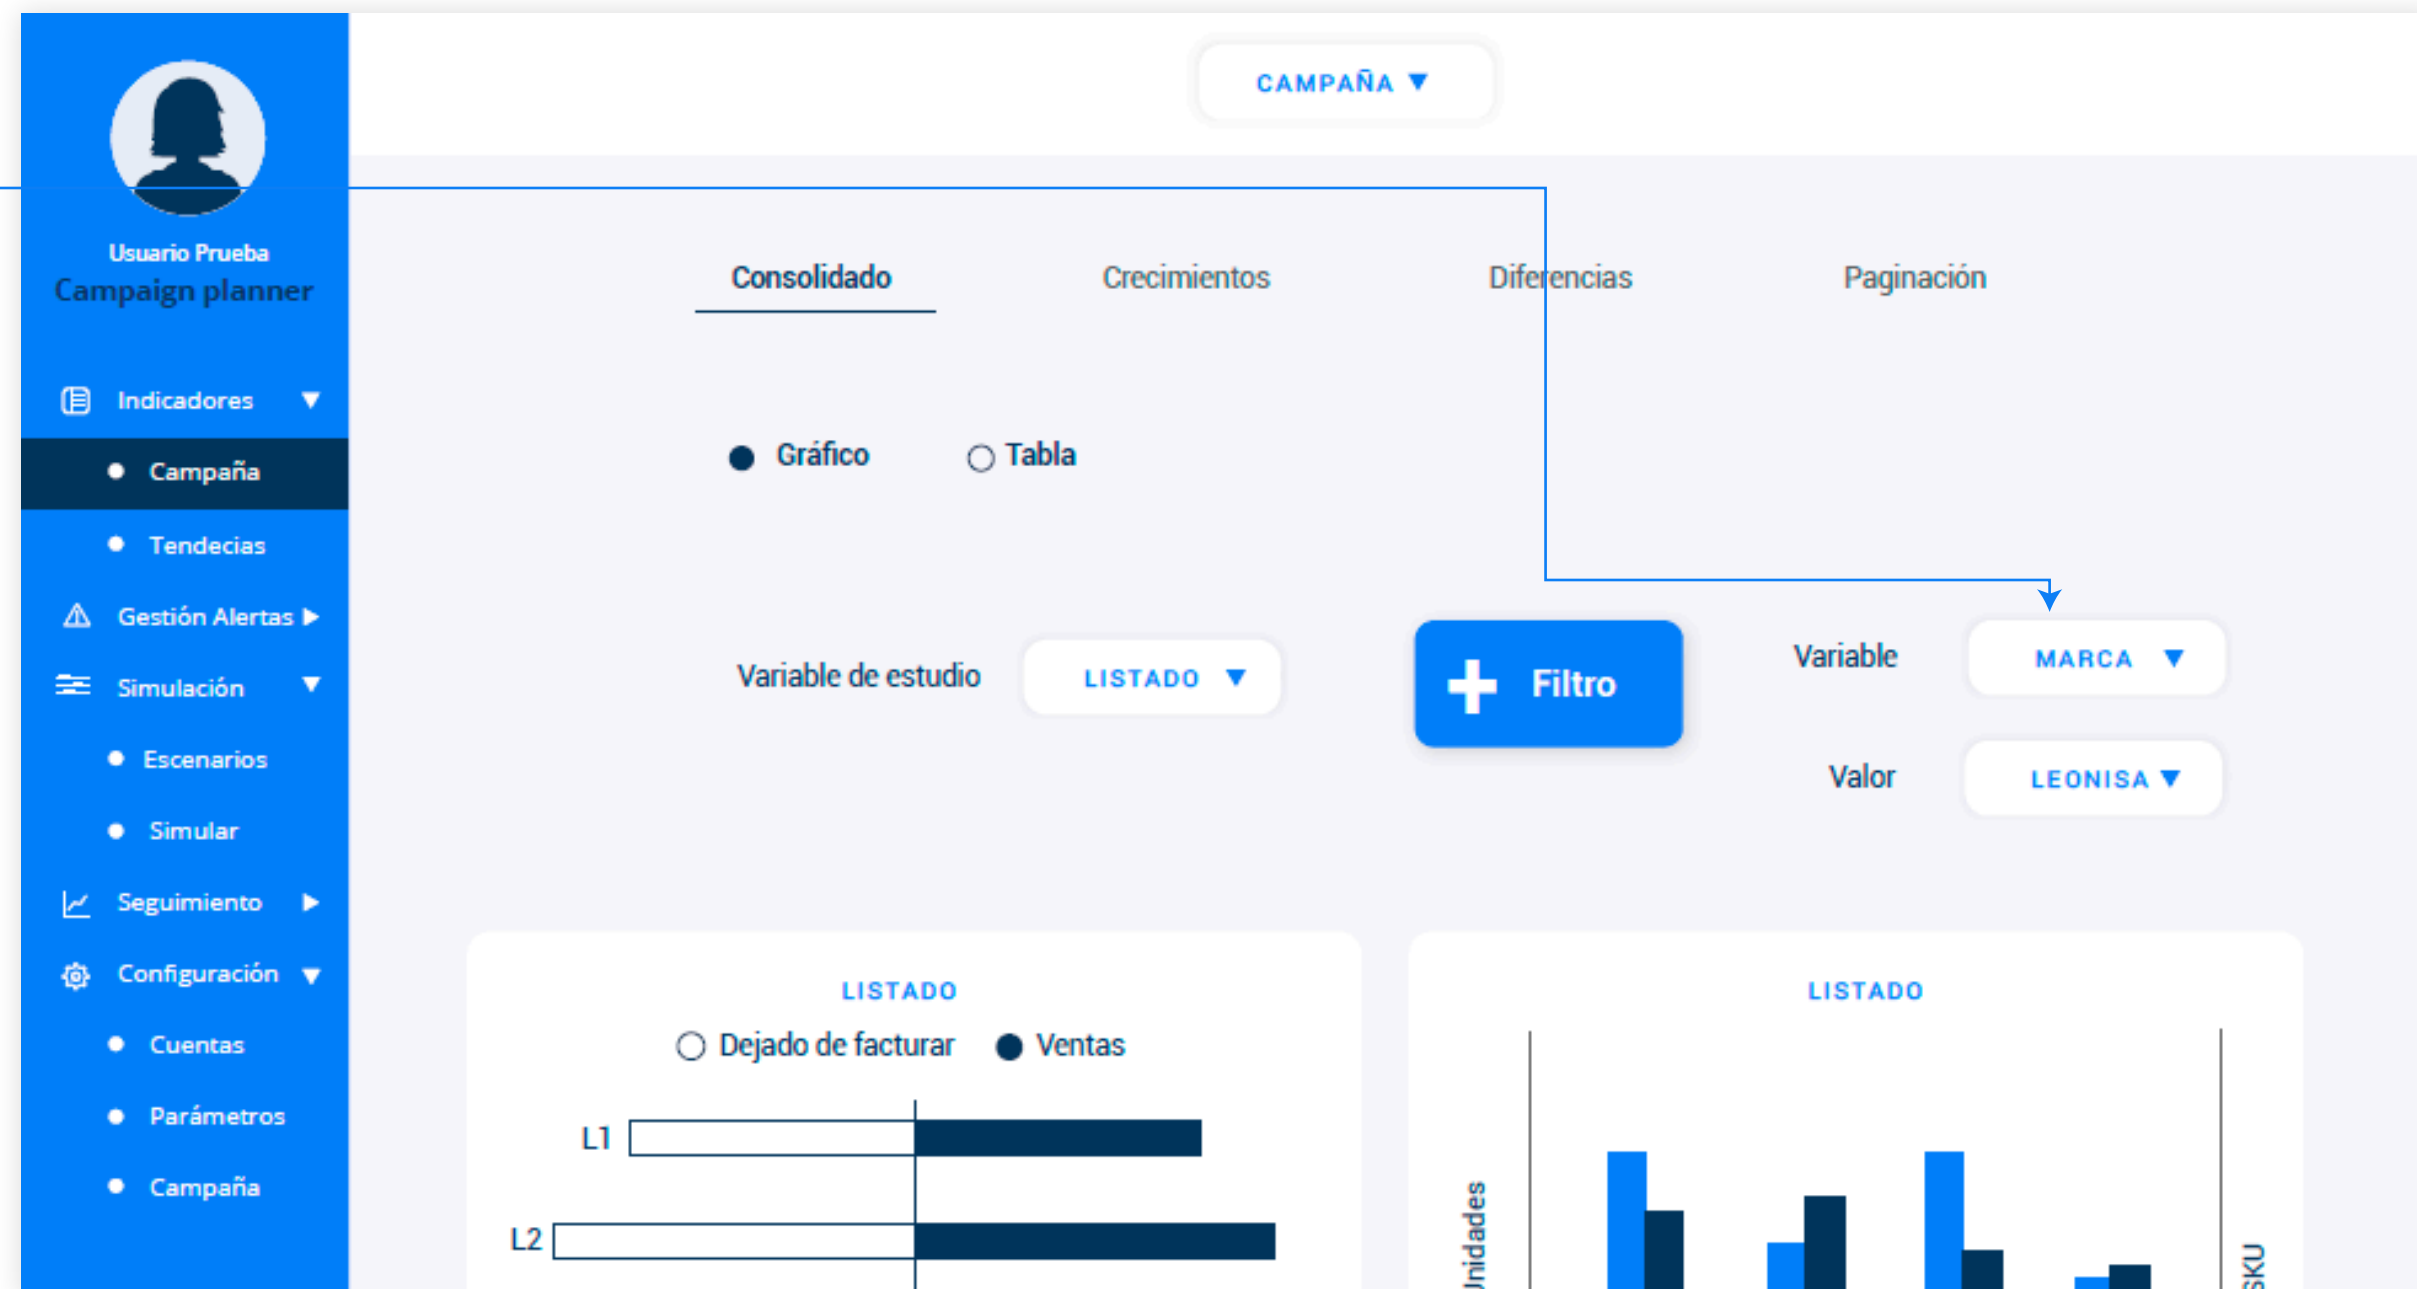 CAMPAÑA
Usuario Prueba
Campaign planner
Indicadores
Campaña
Tendecias
Gestión Alertas
Simulación
Escenarios
Simular
Seguimiento
Configuración
Cuentas
Parámetros
Campaña
Consolidado
Crecimientos
Diferencias
Paginación
Gráfico
Tabla
Variable de estudio
LISTADO
Filtro
Variable
MARCA
Valor
LEONISA
LISTADO
Dejado de facturar
Ventas
L1
L2
LISTADO
Unidades
SKU